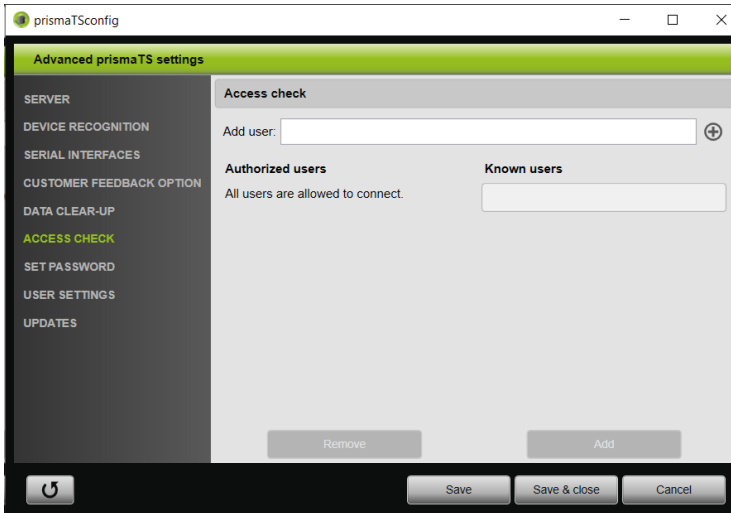 prismaTSconfig
Advanced prismaTS settings
SERVER
DEVICE RECOGNITION
SERIAL INTERFACES
CUSTOMER FEEDBACK OPTION
DATA CLEAR-UP
ACCESS CHECK
SET PASSWORD
USER SETTINGS
UPDATES
Access check
Add user:
Authorized users
All users are allowed to connect.
Known users
Remove
Add
Save
Save & close
Cancel